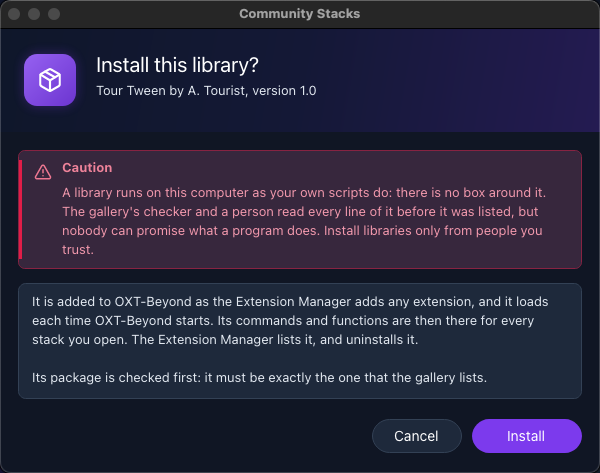 Community Stacks
Install this library?
Tour Tween by A. Tourist, version 1.0
Caution
A library runs on this computer as your own scripts do: there is no box around it.
The gallery's checker and a person read every line of it before it was listed, but
nobody can promise what a program does. Install libraries only from people you
trust.
It is added to OXT-Beyond as the Extension Manager adds any extension, and it loads
each time OXT-Beyond starts. Its commands and functions are then there for every
stack you open. The Extension Manager lists it, and uninstalls it.
Its package is checked first: it must be exactly the one that the gallery lists.
Cancel
Install